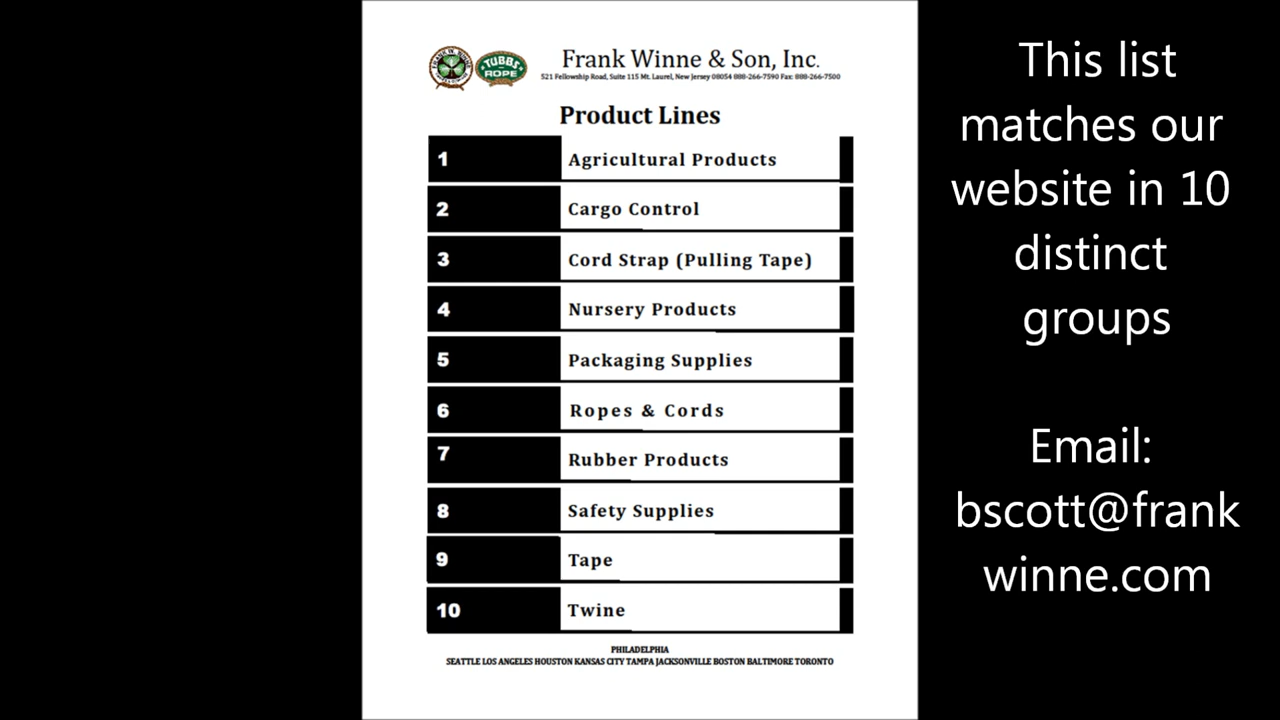 FRANK W. WINNE
TUBBS
ROPE
Frank Winne & Son, Inc.
521 Fellowship Road, Suite 115 Mt. Laurel, New Jersey 08054 888-266-7590 Fax: 888-266-7500
Product Lines
1 Agricultural Products
2 Cargo Control
3 Cord Strap (Pulling Tape)
4 Nursery Products
5 Packaging Supplies
6 Ropes & Cords
7 Rubber Products
8 Safety Supplies
9 Tape
10 Twine
PHILADELPHIA
SEATTLE LOS ANGELES HOUSTON KANSAS CITY TAMPA JACKSONVILLE BOSTON BALTIMORE TORONTO
This list
matches our
website in 10
distinct
groups
Email:
bscott@frank
winne.com